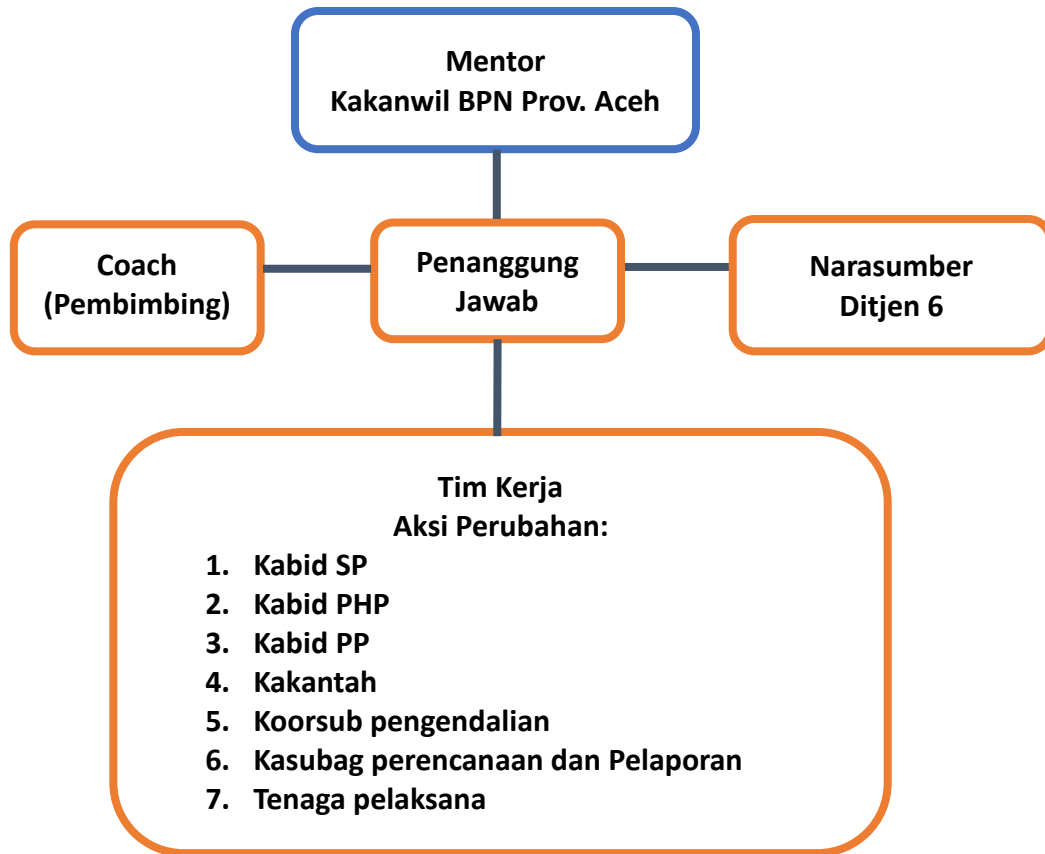 Mentor
Kakanwil BPN Prov. Aceh
Coach
(Pembimbing)
Penanggung
Jawab
Narasumber
Ditjen 6
Tim Kerja
Aksi Perubahan:
1. Kabid SP
2. Kabid PHP
3. Kabid PP
4. Kakantah
5. Koorsub pengendalian
6. Kasubag perencanaan dan Pelaporan
7. Tenaga pelaksana